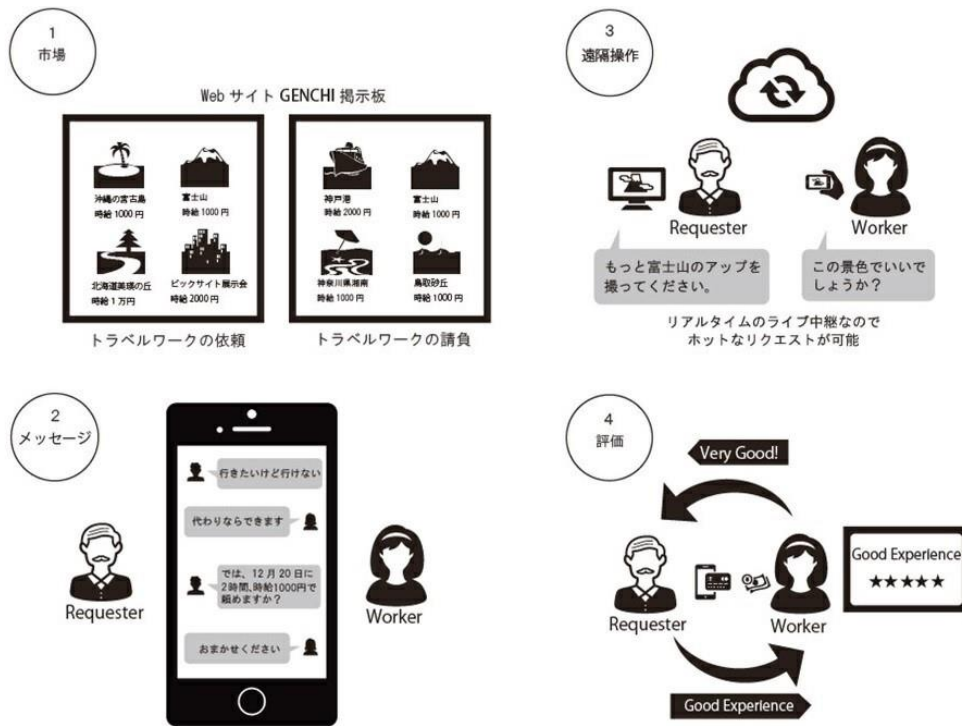 1
市場
Webサイト GENCHI 掲示板
沖縄の宮古島
時給 1000 円
富士山
時給 1000 円
北海道美瑛の丘
時給 1 万円
ビックサイト展示会
時給 2000 円
トラベルワークの依頼
神戸港
時給 2000 円
富士山
時給 1000 円
神奈川県湘南
時給 1000 円
鳥取砂丘
時給 1000 円
トラベルワークの請負
2
メッセージ
行きたいけど行けない
代わりならできます
では、12 月 20 日に
2時間、時給1000円で
頼めますか？
おまかせください
Requester
Worker
3
遠隔操作
Requester
Worker
もっと富士山のアップを
撮ってください。
この景色でいいで
しょうか？
リアルタイムのライブ中継なので
ホットなリクエストが可能
4
評価
Very Good!
Requester
Worker
Good Experience
★★★★★
Good Experience